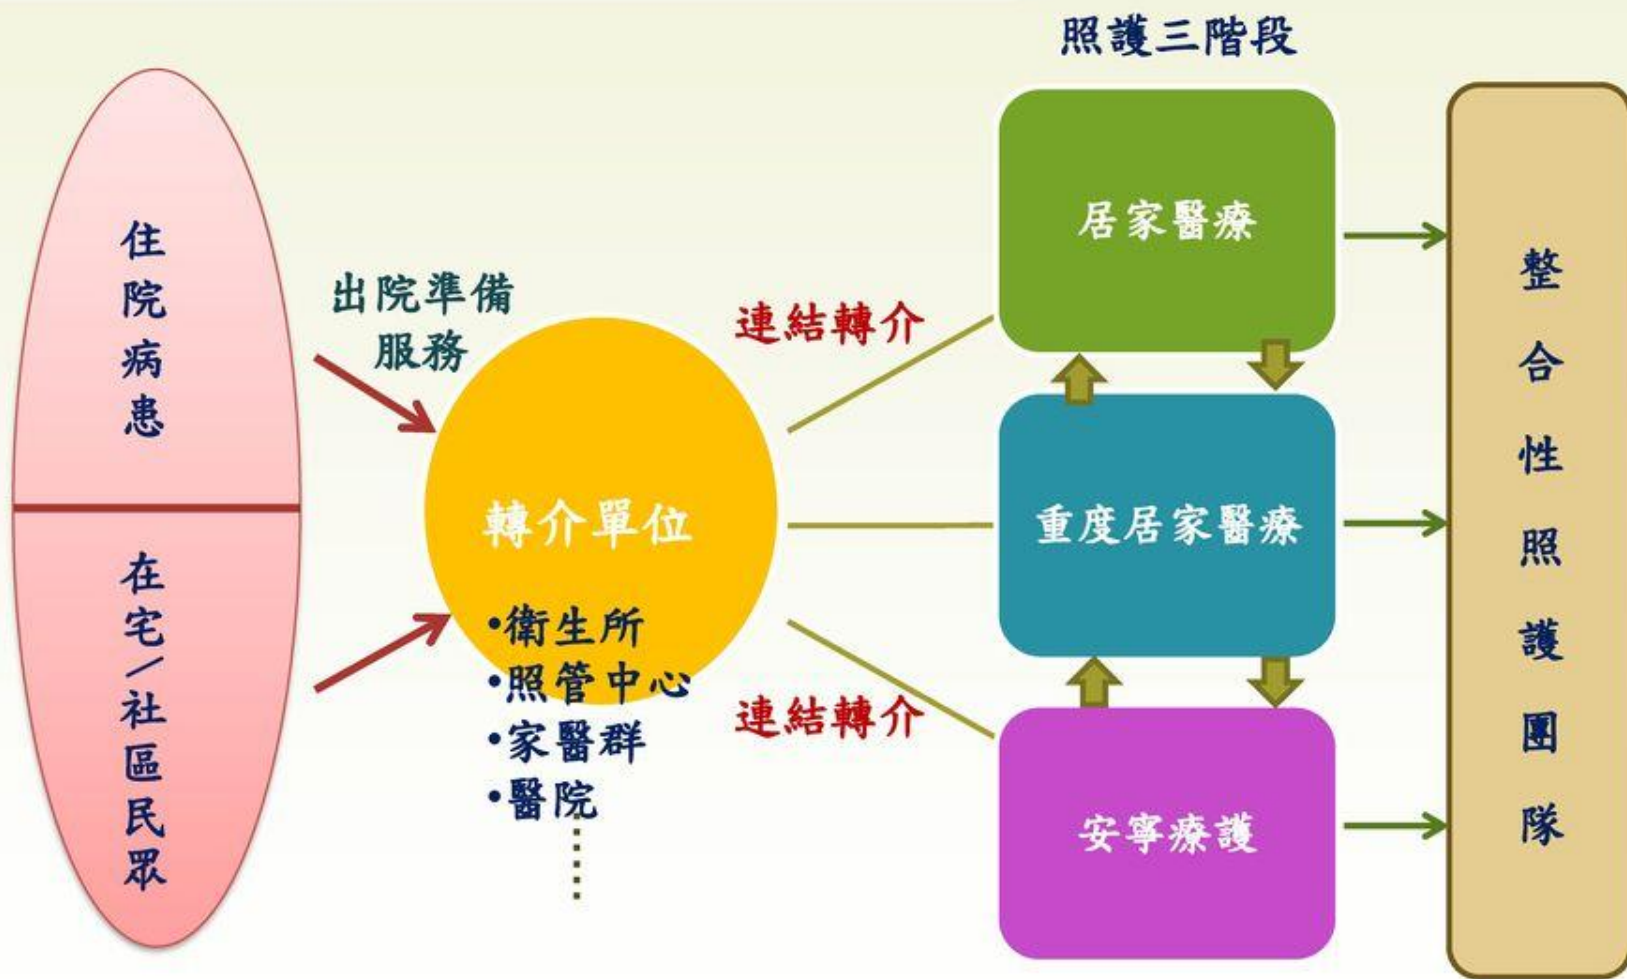 照護三階段
住院病患
在宅/社區民眾
出院準備
服務
轉介單位
•衛生所
•照管中心
•家醫群
•醫院
連結轉介
連結轉介
居家醫療
重度居家醫療
安寧療護
整合性照護團隊